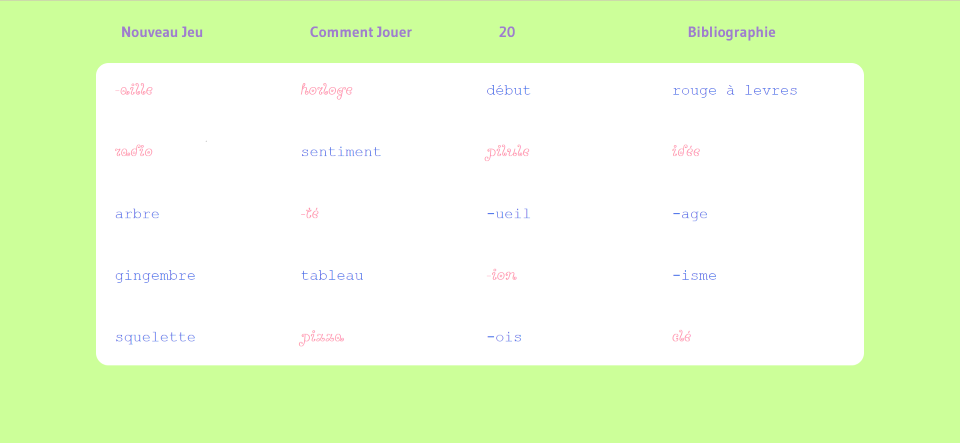 Nouveau Jeu Comment Jouer 20 Bibliographie
-aille horloge début rouge à levres
radio sentiment pilule idée
arbre -té -ueil -age
gingembre tableau -ion -isme
squelette pizza -ois clé